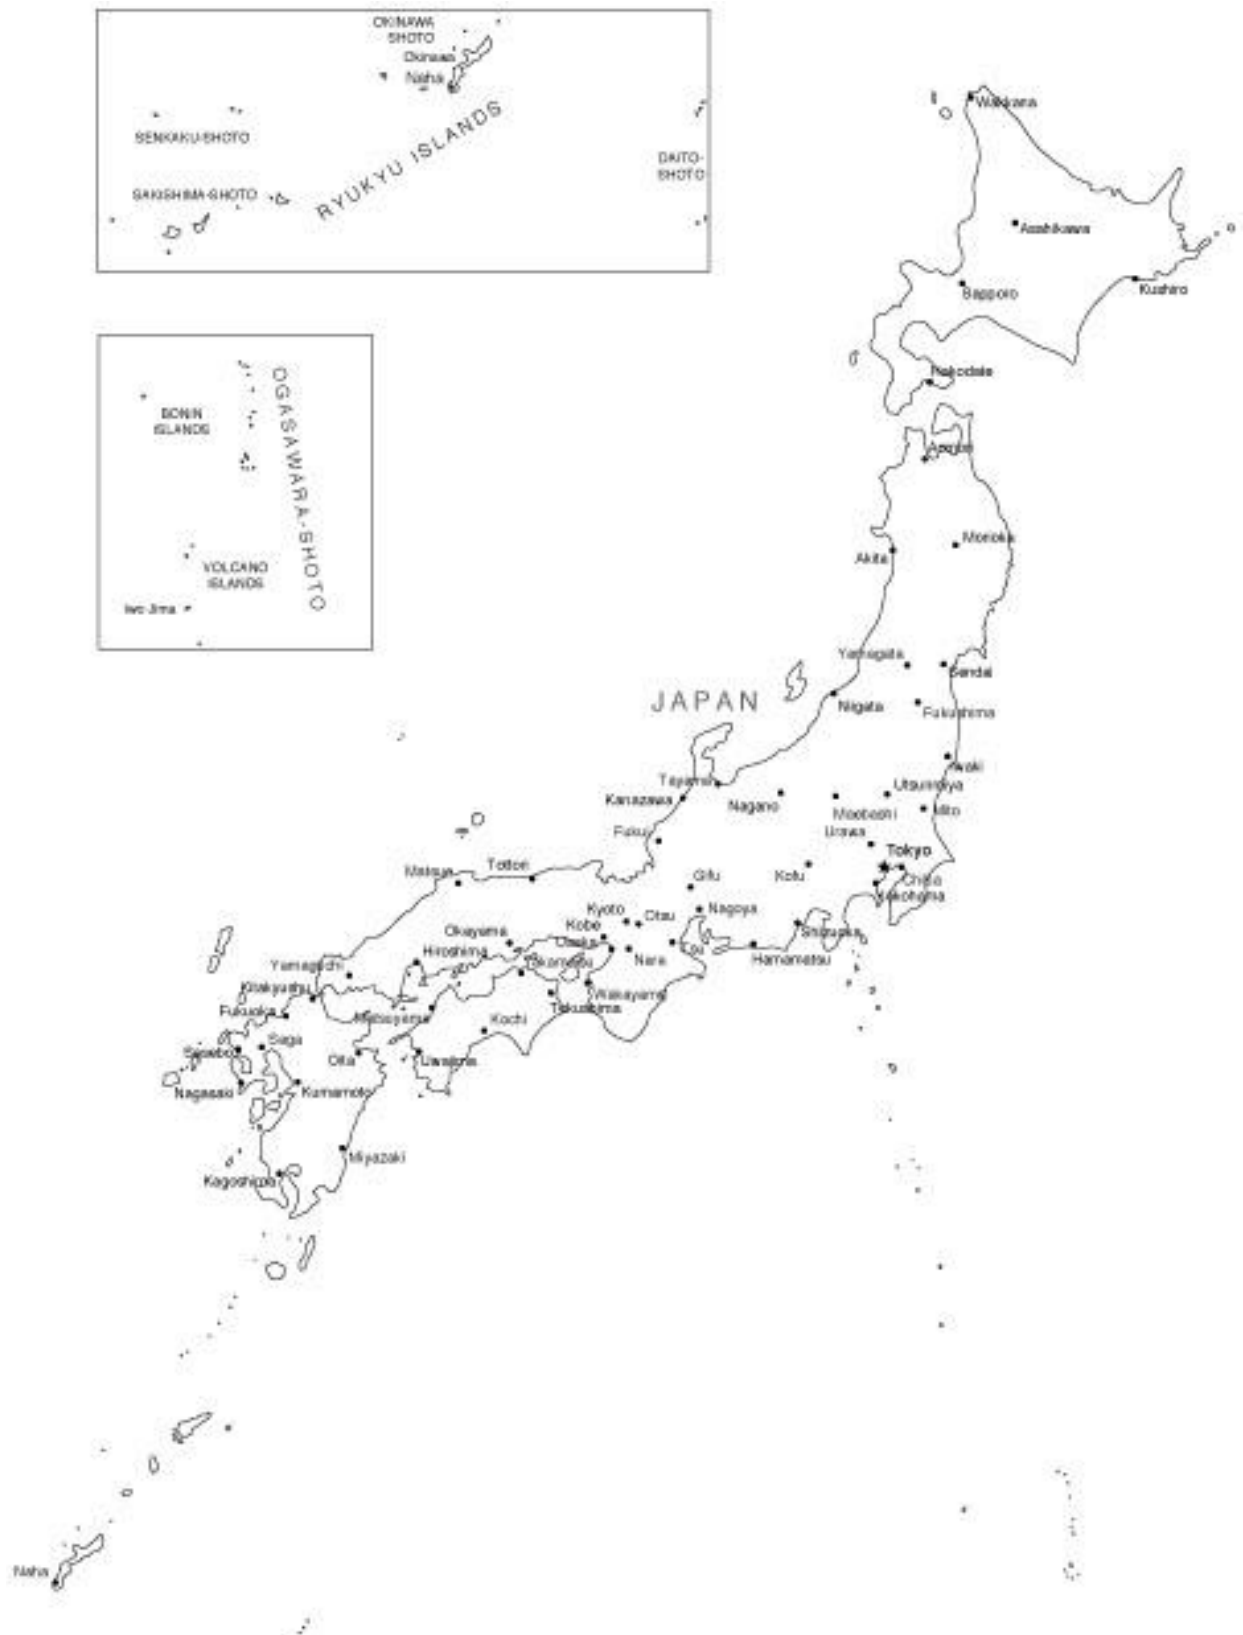 OKINAWA
SHOTO
Okinawa
Naha
SENKAKU-SHOTO
RYUKYU ISLANDS
DAITO-
SHOTO
SAKISHIMA-SHOTO
BONIN
ISLANDS
OGASAWARA-SHOTO
VOLCANO
ISLANDS
Iwo Jima
Wakkana
Asahikawa
Sapporo
Kushiro
Hakodate
Aomori
Morioka
Akita
Yamagata
Sendai
JAPAN
Niigata
Fukushima
Iwaki
Toyama
Kanazawa
Nagano
Utsunmiya
Maebashi
Mito
Urawa
Fukui
Tokyo
Matsue
Tottori
Gifu
Kofu
Chiba
Yokohama
Kyoto
Otsu
Nagoya
Kobe
Shizuoka
Okayama
Osaka
Nara
Tsu
Hamamatsu
Hiroshima
Takamatsu
Yamaguchi
Wakayama
Kitakyushu
Tokushima
Fukuoka
Matsuyama
Kochi
Saga
Sasebo
Oita
Uwajima
Nagasaki
Kumamoto
Miyazaki
Kagoshima
Naha